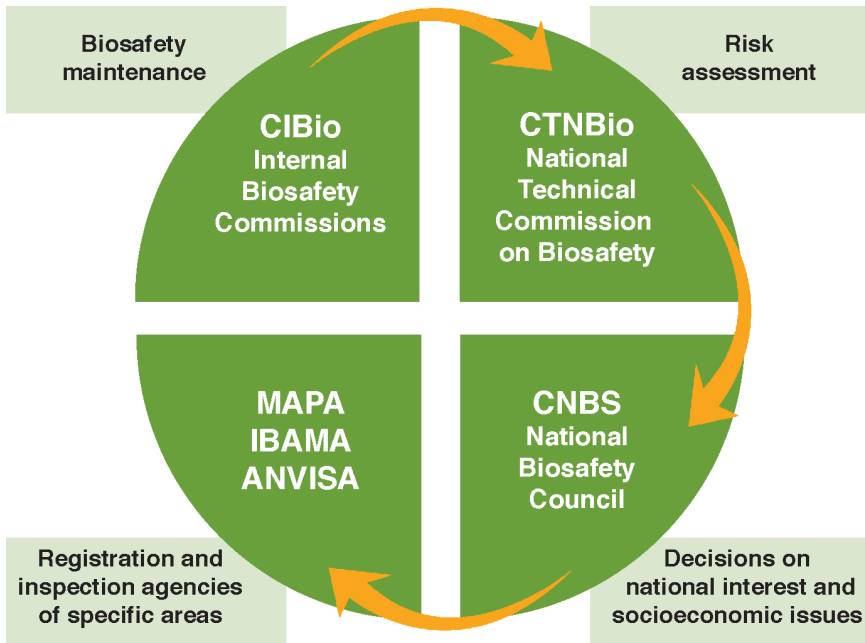 Biosafety
maintenance
Risk
assessment
CIBio
Internal
Biosafety
Commissions
CTNBio
National
Technical
Commission
on Biosafety
MAPA
IBAMA
ANVISA
CNBS
National
Biosafety
Council
Registration and
inspection agencies
of specific areas
Decisions on
national interest and
socioeconomic issues